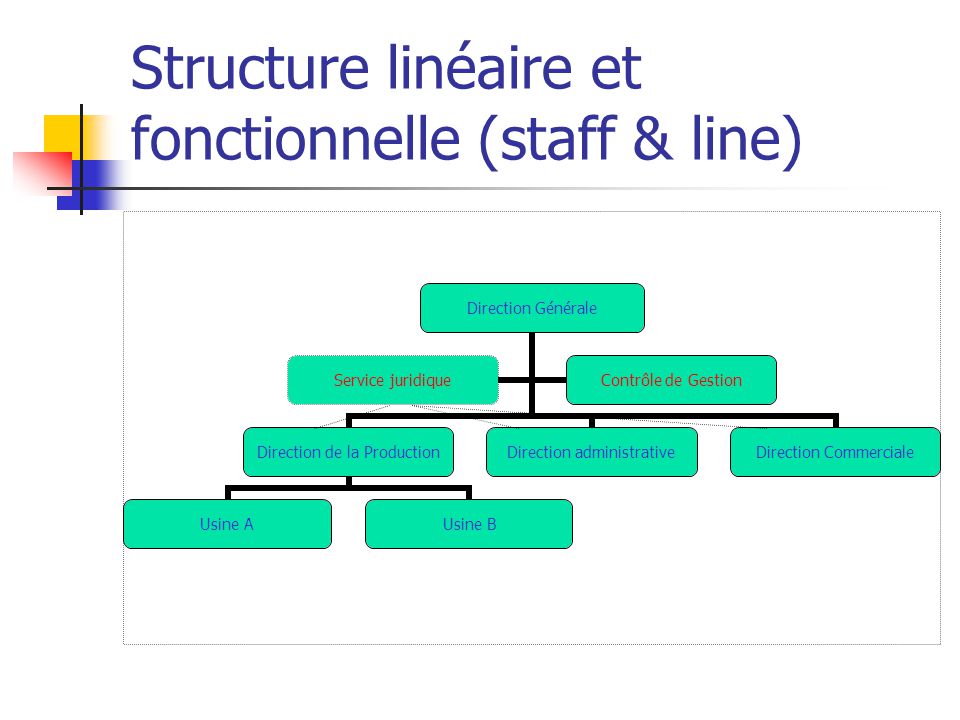 Structure linéaire et
fonctionnelle (staff & line)
Direction Générale
Service juridique
Contrôle de Gestion
Direction de la Production
Direction administrative
Direction Commerciale
Usine A
Usine B